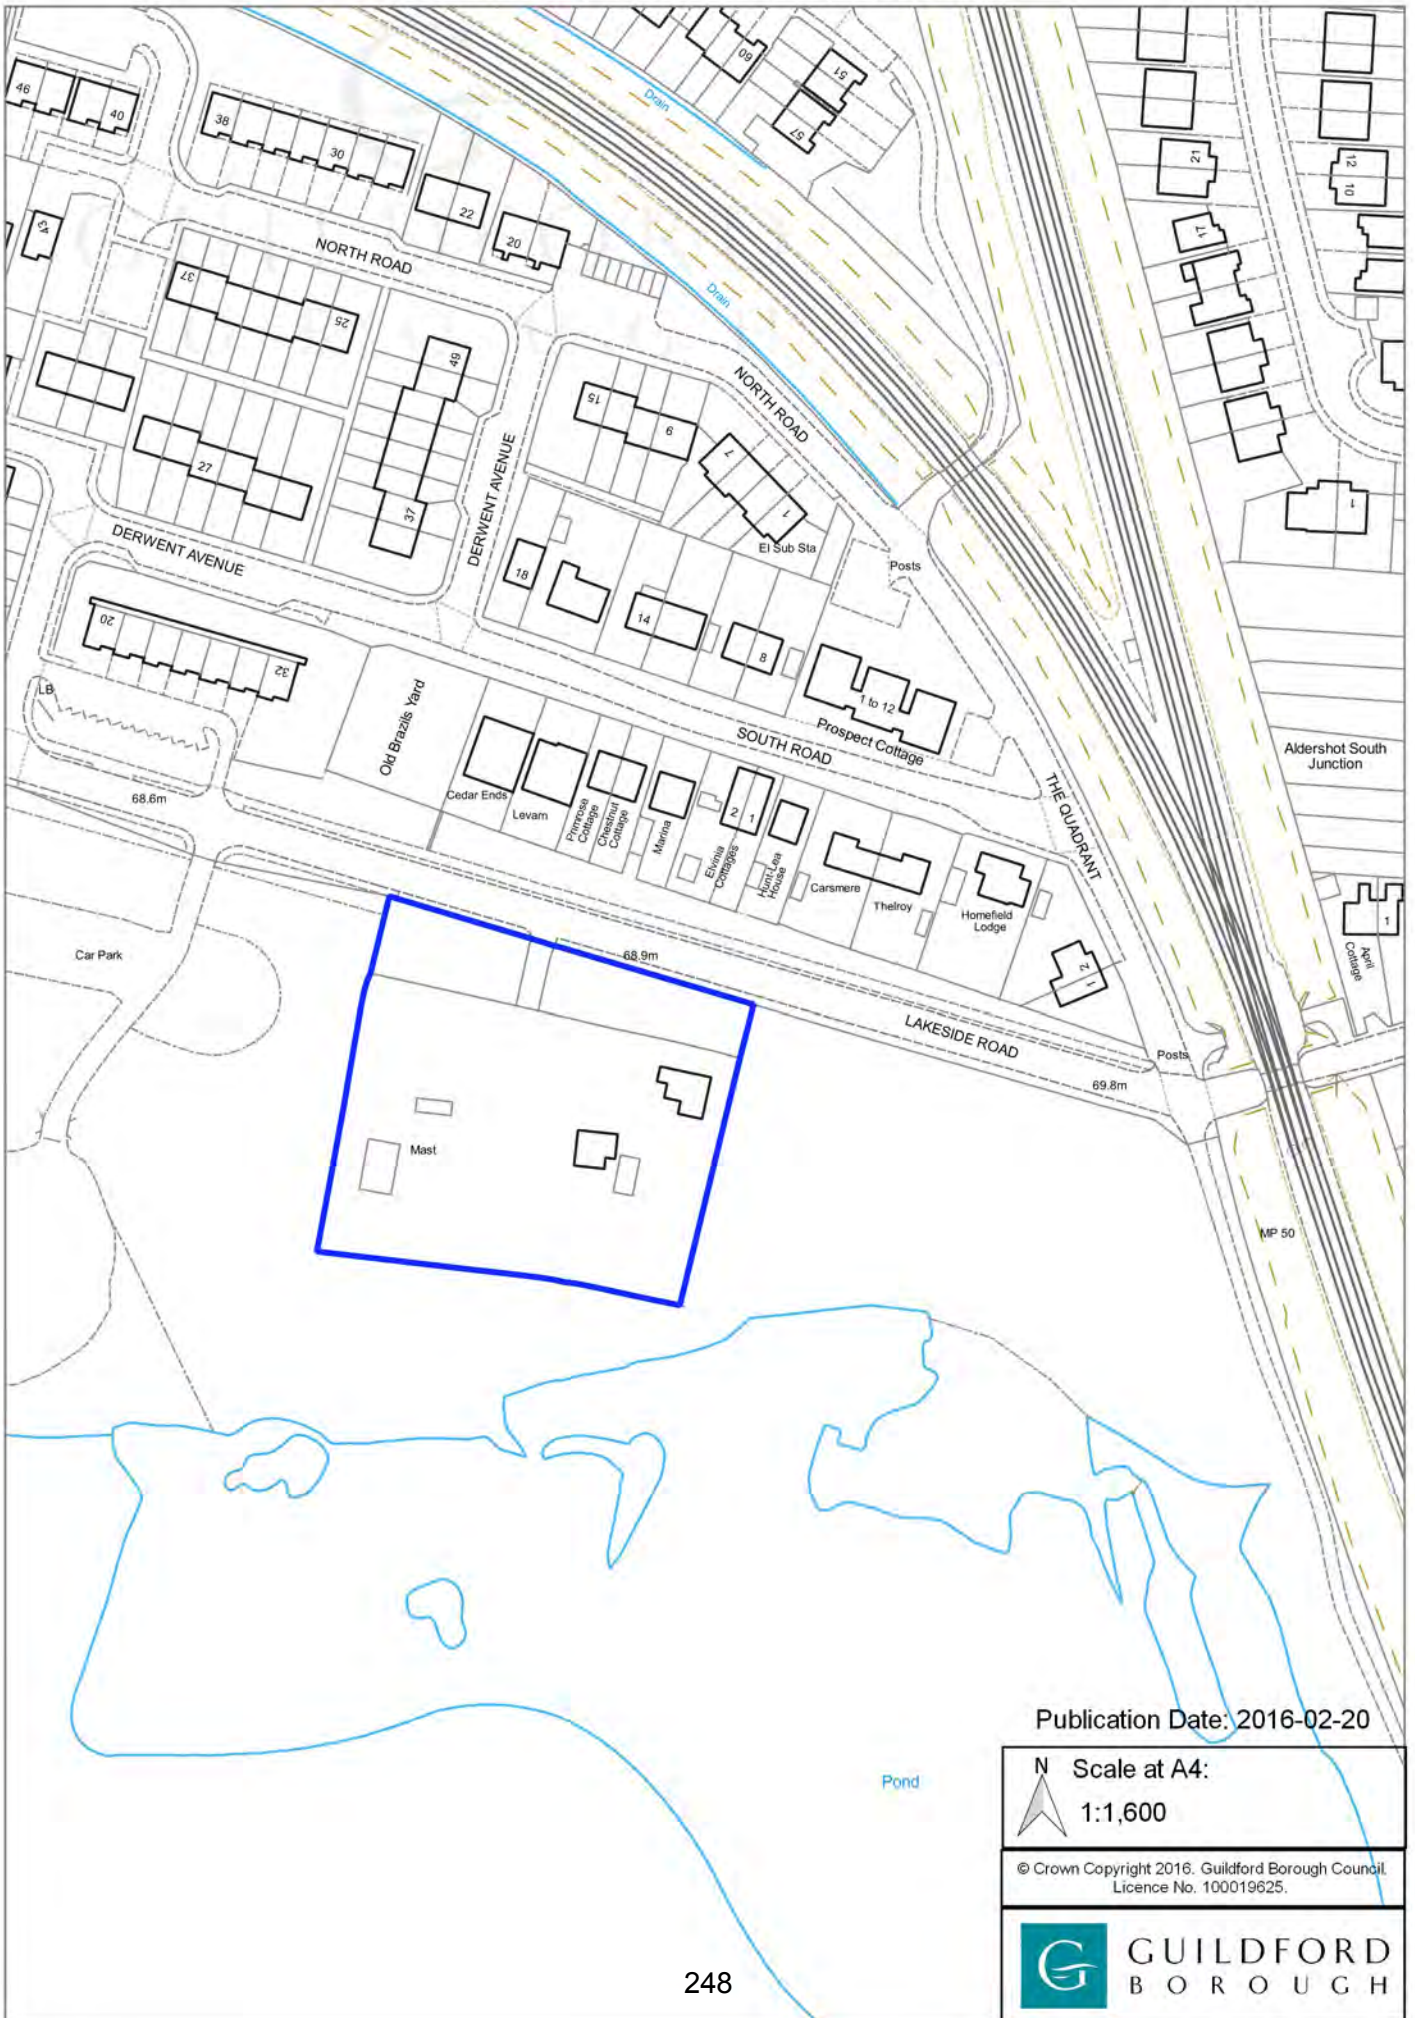 46
40
38
30
22
20
60
51
57
Drain
21
12
10
17
43
NORTH ROAD
37
25
49
Drain
NORTH ROAD
15
9
7
1
27
37
DERWENT AVENUE
DERWENT AVENUE
18
El Sub Sta
Posts
1
14
8
20
32
LB
Old Brazils Yard
1 to 12
Prospect Cottage
SOUTH ROAD
THE QUADRANT
Aldershot South
Junction
68.6m
Cedar Ends
Levam
Primrose
Cottage
Chestnut
Cottage
Marina
2
1
Elvinia
Cottages
Hunt-Lea
House
Carsmere
Thelroy
Homefield
Lodge
2
1
1
April
Cottage
Car Park
68.9m
LAKESIDE ROAD
Posts
69.8m
Mast
MP 50
Pond
Publication Date: 2016-02-20
N
Scale at A4:
1:1,600
© Crown Copyright 2016. Guildford Borough Council.
Licence No. 100019625.
G
GUILDFORD
BOROUGH
248